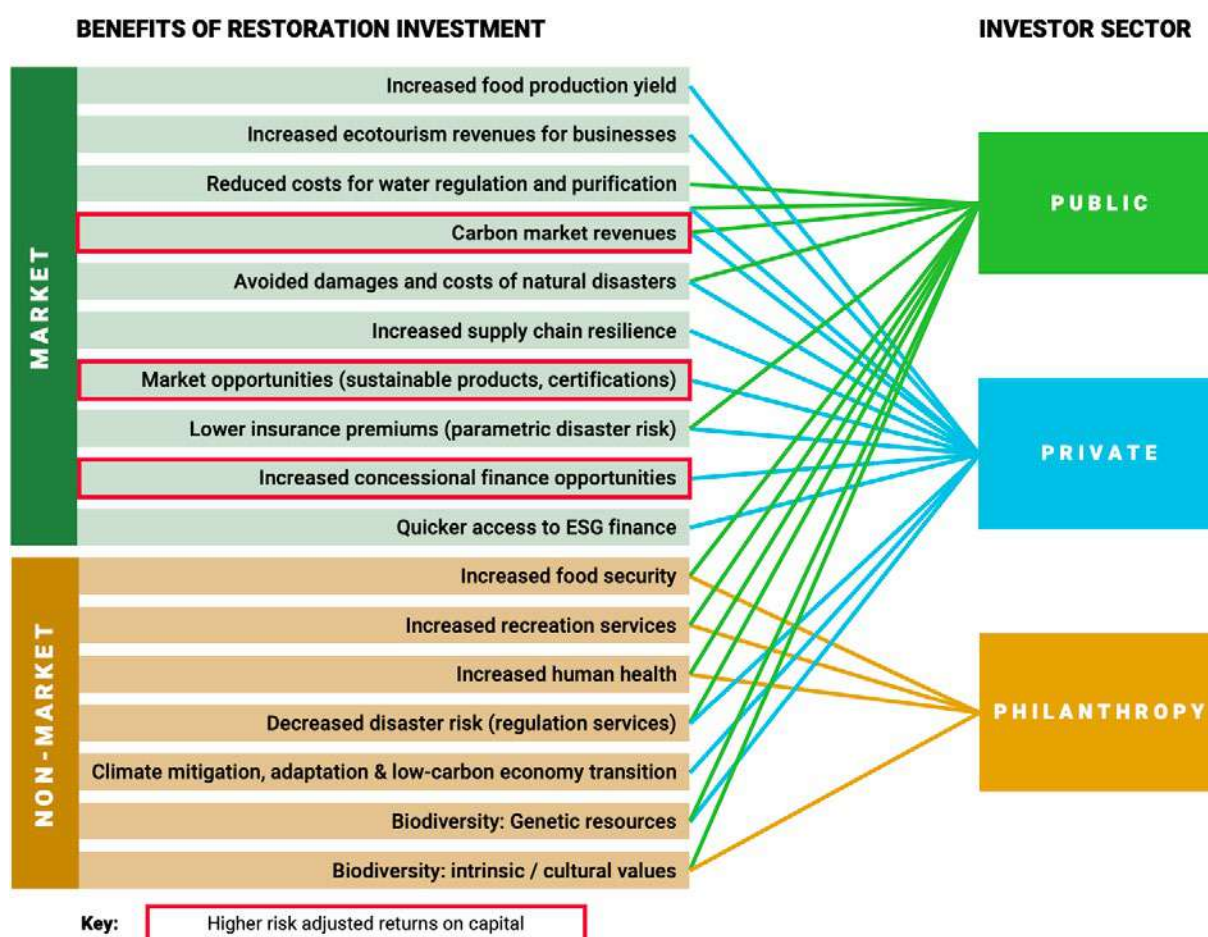 BENEFITS OF RESTORATION INVESTMENT
INVESTOR SECTOR
MARKET
Increased food production yield
Increased ecotourism revenues for businesses
Reduced costs for water regulation and purification
Carbon market revenues
Avoided damages and costs of natural disasters
Increased supply chain resilience
Market opportunities (sustainable products, certifications)
Lower insurance premiums (parametric disaster risk)
Increased concessional finance opportunities
Quicker access to ESG finance
NON-MARKET
Increased food security
Increased recreation services
Increased human health
Decreased disaster risk (regulation services)
Climate mitigation, adaptation & low-carbon economy transition
Biodiversity: Genetic resources
Biodiversity: intrinsic / cultural values
PUBLIC
PRIVATE
PHILANTHROPY
Key: Higher risk adjusted returns on capital